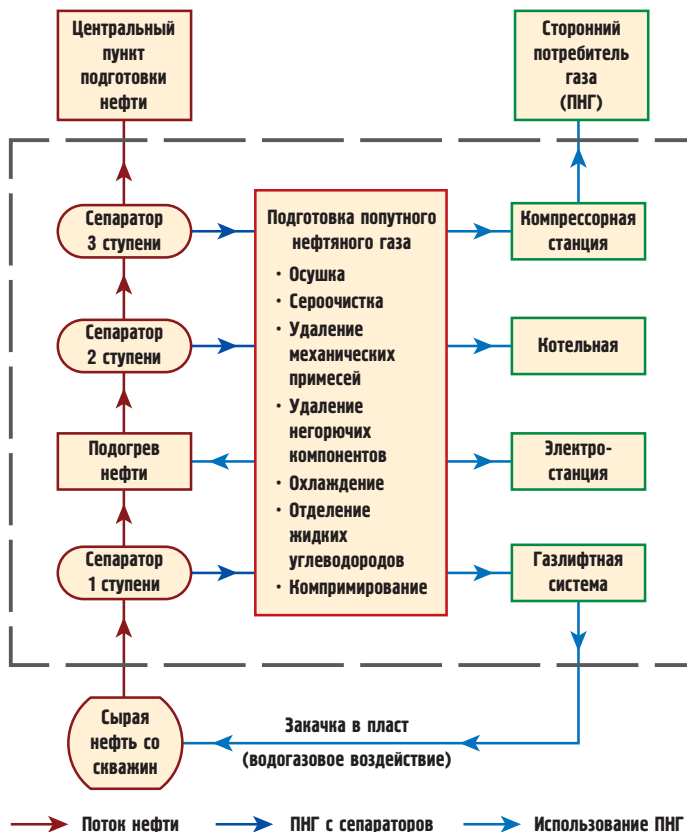 Центральный
пункт
подготовки
нефти
Сторонний
потребитель
газа
(ПНГ)
Сепаратор
3 ступени
Сепаратор
2 ступени
Подогрев
нефти
Сепаратор
1 ступени
Подготовка попутного
нефтяного газа
· Осушка
· Сероочистка
· Удаление
механических
примесей
· Удаление
негорючих
компонентов
· Охлаждение
· Отделение
жидких
углеводородов
· Компримирование
Компрессорная
станция
Котельная
Электро-
станция
Газлифтная
система
Сырая
нефть со
скважин
Закачка в пласт
(водогазовое воздействие)
Поток нефти
ПНГ с сепараторов
Использование ПНГ